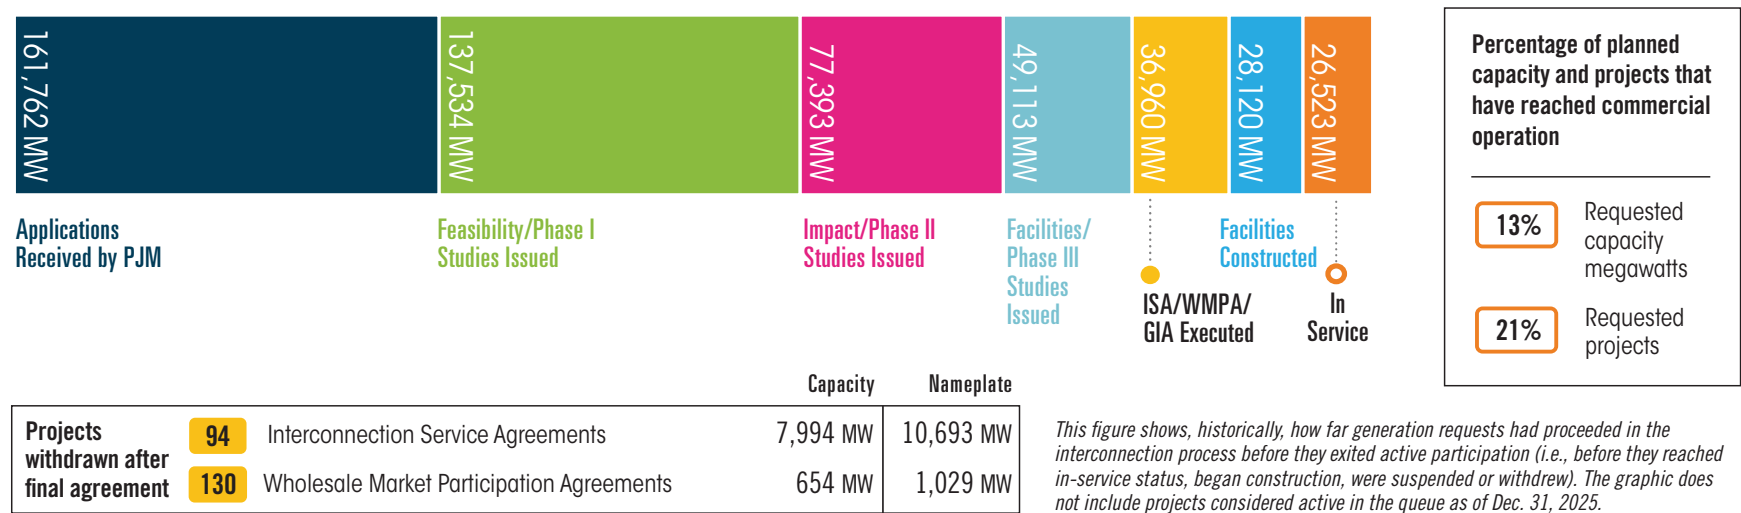 161,762 MW
137,534 MW
77,393 MW
49,113 MW
36,960 MW
28,120 MW
26,523 MW
Applications
Received by PJM
Feasibility/Phase I
Studies Issued
Impact/Phase II
Studies Issued
Facilities/
Phase III
Studies
Issued
ISA/WMPA/
GIA Executed
Facilities
Constructed
In
Service
Percentage of planned
capacity and projects that
have reached commercial
operation
13% Requested
capacity
megawatts
21% Requested
projects
Capacity Nameplate
Projects
withdrawn after
final agreement
94 Interconnection Service Agreements 7,994 MW 10,693 MW
130 Wholesale Market Participation Agreements 654 MW 1,029 MW
This figure shows, historically, how far generation requests had proceeded in the
interconnection process before they exited active participation (i.e., before they reached
in-service status, began construction, were suspended or withdrew). The graphic does
not include projects considered active in the queue as of Dec. 31, 2025.